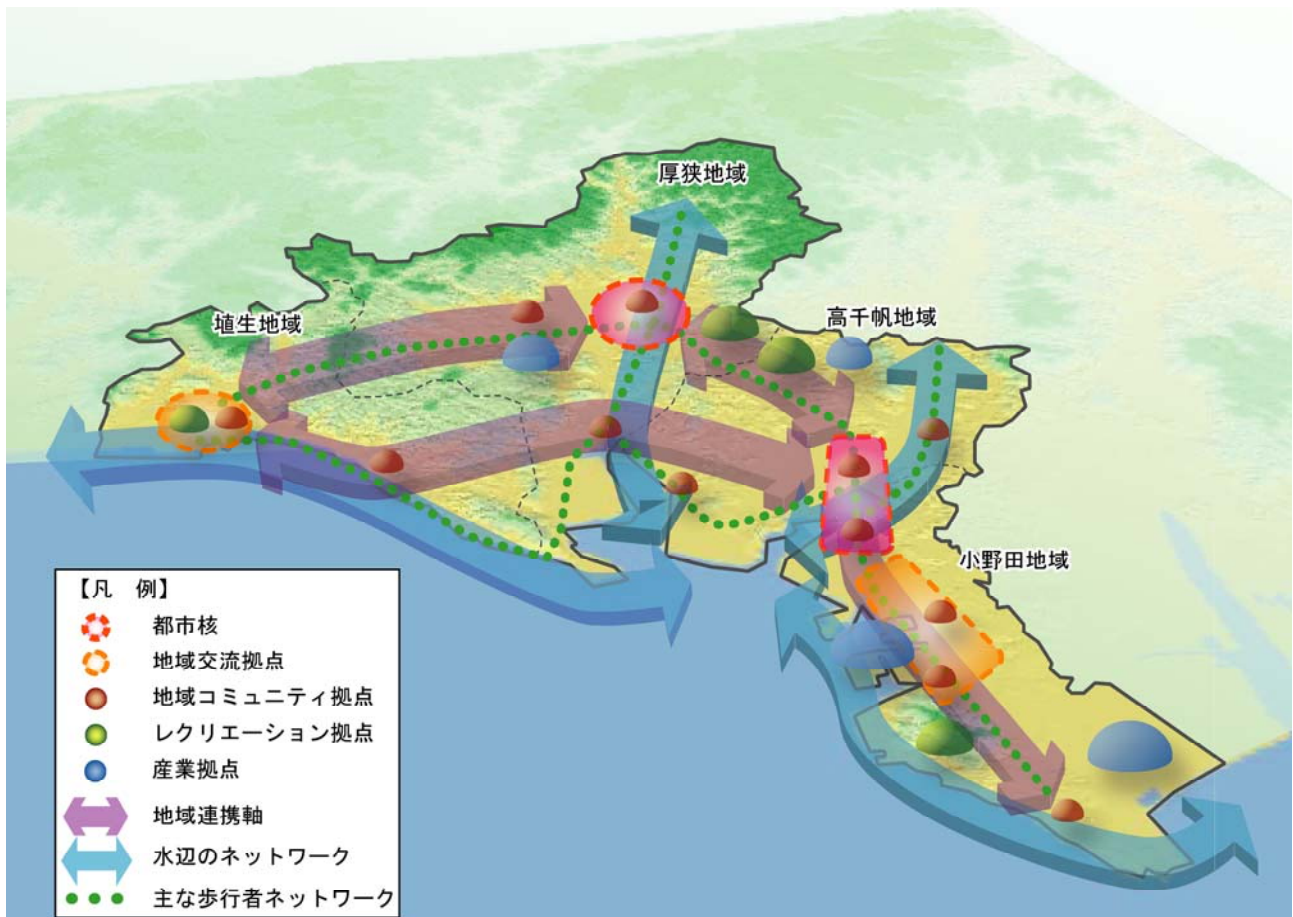 厚狭地域
埴生地域
高千帆地域
小野田地域
【凡　例】
都市核
地域交流拠点
地域コミュニティ拠点
レクリエーション拠点
産業拠点
地域連携軸
水辺のネットワーク
主な歩行者ネットワーク